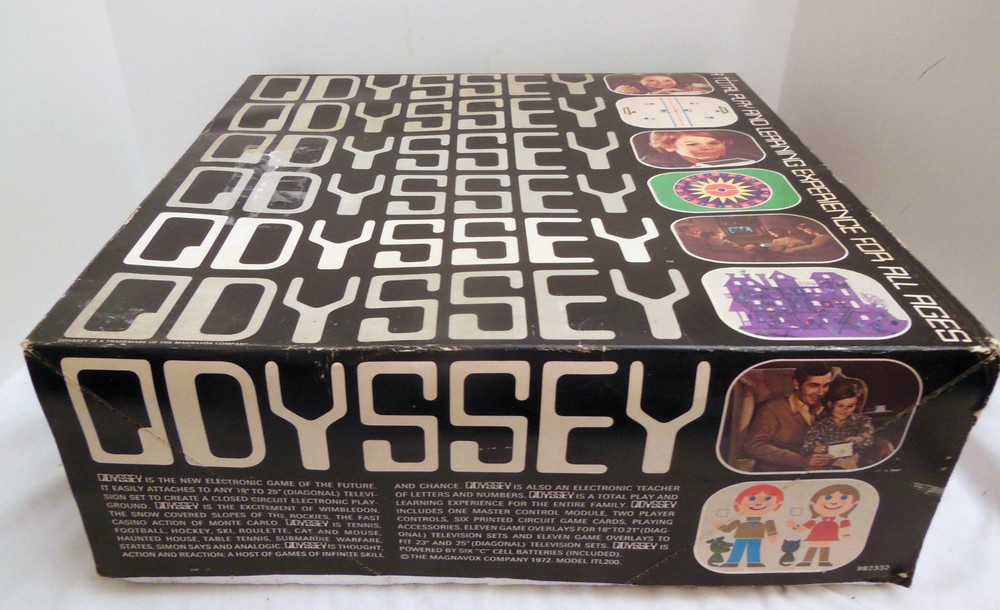 ODYSSEY
ODYSSEY
ODYSSEY
ODYSSEY
ODYSSEY
ODYSSEY
A TOTAL PLAY AND LEARNING EXPERIENCE FOR ALL AGES
ODYSSEY IS A TRADEMARK OF THE MAGNAVOX COMPANY
ODYSSEY
ODYSSEY IS THE NEW ELECTRONIC GAME OF THE FUTURE.
IT EASILY ATTACHES TO ANY 18" TO 25" (DIAGONAL) TELEVI-
SION SET TO CREATE A CLOSED CIRCUIT ELECTRONIC PLAY-
GROUND. ODYSSEY IS THE EXCITEMENT OF WIMBLEDON,
THE SNOW COVERED SLOPES OF THE ROCKIES, THE FAST
CASINO ACTION OF MONTE CARLO. ODYSSEY IS TENNIS,
FOOTBALL, HOCKEY, SKI, ROULETTE, CAT AND MOUSE,
HAUNTED HOUSE, TABLE TENNIS, SUBMARINE WARFARE,
STATES, SIMON SAYS AND ANALOGIC. ODYSSEY IS THOUGHT,
ACTION AND REACTION; A HOST OF GAMES OF INFINITE SKILL
AND CHANCE. ODYSSEY IS ALSO AN ELECTRONIC TEACHER
OF LETTERS AND NUMBERS. ODYSSEY IS A TOTAL PLAY AND
LEARNING EXPERIENCE FOR THE ENTIRE FAMILY. ODYSSEY
INCLUDES ONE MASTER CONTROL MODULE, TWO PLAYER
CONTROLS, SIX PRINTED CIRCUIT GAME CARDS, PLAYING
ACCESSORIES, ELEVEN GAME OVERLAYS FOR 18" TO 21" (DIAG-
ONAL) TELEVISION SETS AND ELEVEN GAME OVERLAYS TO
FIT 23" AND 25" (DIAGONAL) TELEVISION SETS. ODYSSEY IS
POWERED BY SIX "C" CELL BATTERIES (INCLUDED).
© THE MAGNAVOX COMPANY 1972. MODEL ITL200.
982332